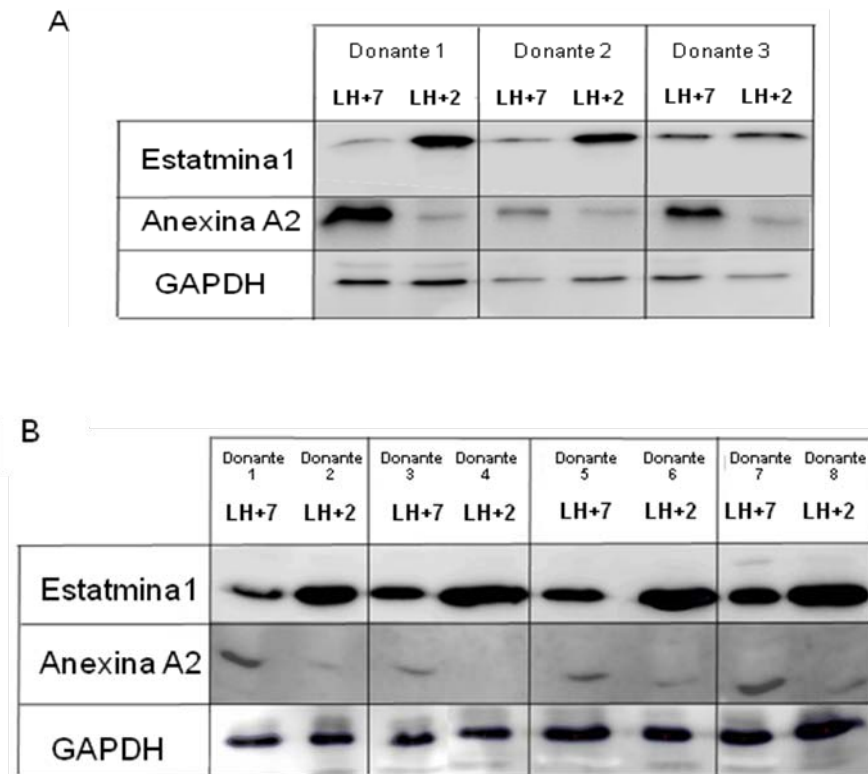 A
Donante 1 Donante 2 Donante 3
LH+7 LH+2 LH+7 LH+2 LH+7 LH+2
Estatmina1
Anexina A2
GAPDH
B
Donante 1 Donante 2 Donante 3 Donante 4 Donante 5 Donante 6 Donante 7 Donante 8
LH+7 LH+2 LH+7 LH+2 LH+7 LH+2 LH+7 LH+2
Estatmina1
Anexina A2
GAPDH